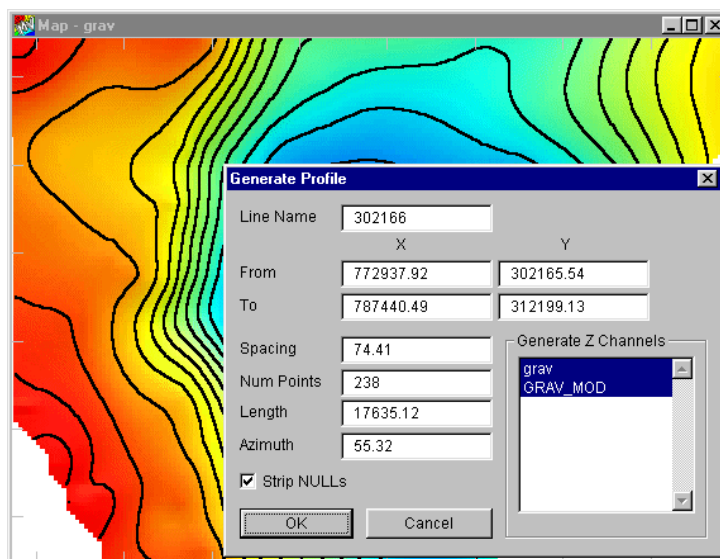 Map - grav
Generate Profile
Line Name 302166
X Y
From 772937.92 302165.54
To 787440.49 312199.13
Spacing 74.41
Num Points 238
Length 17635.12
Azimuth 55.32
Strip NULLs
Generate Z Channels
grav
GRAV_MOD
OK Cancel